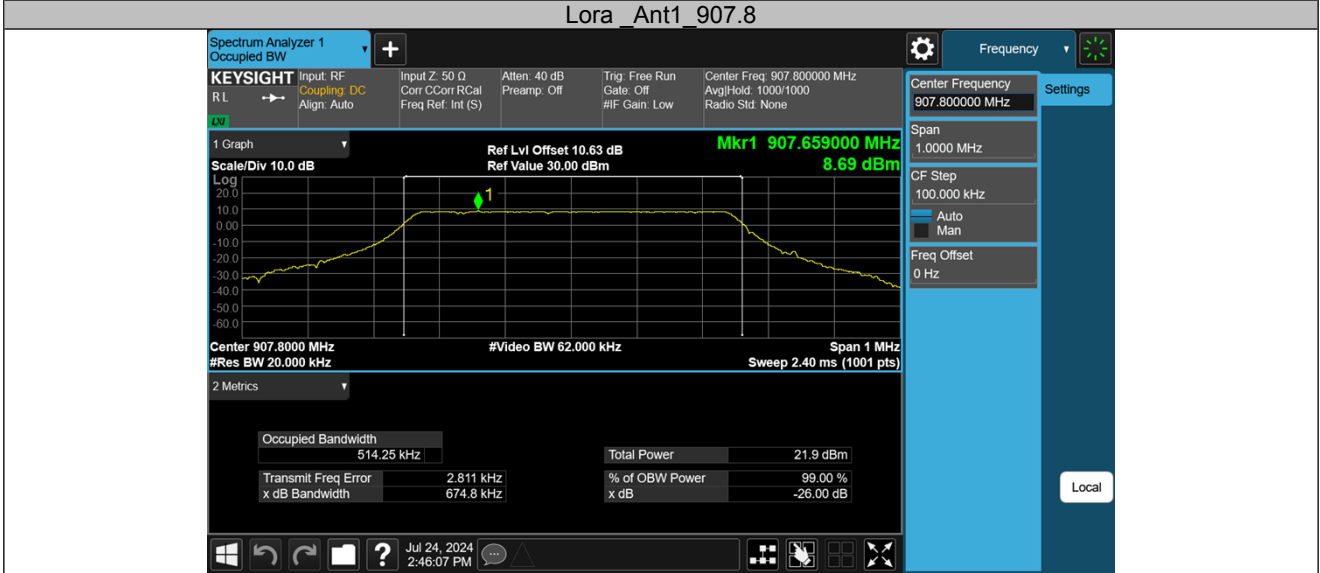 Lora _Ant1_907.8
Spectrum Analyzer 1
Occupied BW
+
Frequency
KEYSIGHT
RL
LXI
Input: RF
Coupling: DC
Align: Auto
Input Z: 50 Ω
Corr CCorr RCal
Freq Ref: Int (S)
Atten: 40 dB
Preamp: Off
Trig: Free Run
Gate: Off
#IF Gain: Low
Center Freq: 907.800000 MHz
Avg|Hold: 1000/1000
Radio Std: None
Center Frequency
907.800000 MHz
Settings
Span
1.0000 MHz
CF Step
100.000 kHz
Auto
Man
Freq Offset
0 Hz
1 Graph
Scale/Div 10.0 dB
Ref Lvl Offset 10.63 dB
Ref Value 30.00 dBm
Mkr1 907.659000 MHz
8.69 dBm
Log
20.0
10.0
0.00
-10.0
-20.0
-30.0
-40.0
-50.0
-60.0
1
Center 907.8000 MHz
#Video BW 62.000 kHz
Span 1 MHz
#Res BW 20.000 kHz
Sweep 2.40 ms (1001 pts)
2 Metrics
Occupied Bandwidth
514.25 kHz
Total Power 21.9 dBm
Transmit Freq Error 2.811 kHz
% of OBW Power 99.00 %
x dB Bandwidth 674.8 kHz
x dB -26.00 dB
Local
?
Jul 24, 2024
2:46:07 PM